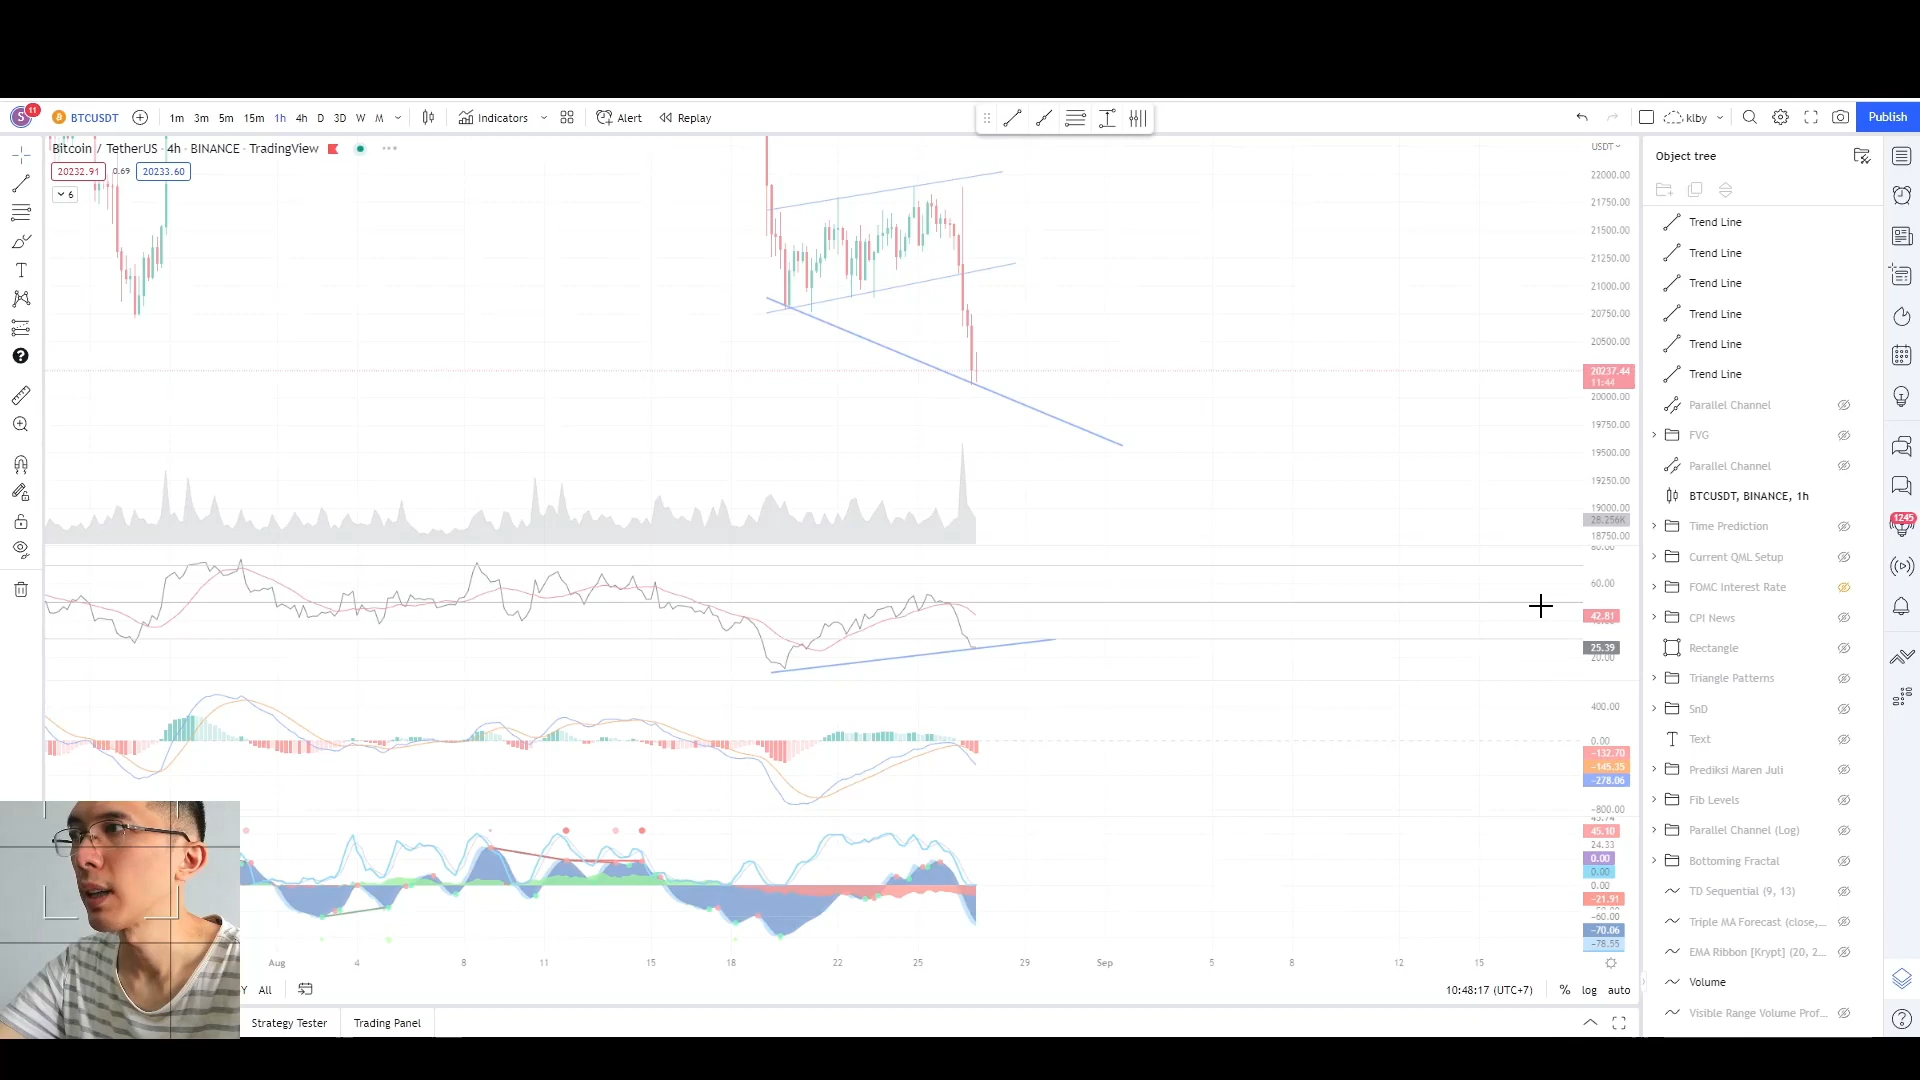 S 11 BTCUSDT 1m 3m 5m 15m 1h 4h D 3D W M Indicators Alert Replay klby Publish
Bitcoin / TetherUS · 4h · BINANCE · TradingView
20232.91 0.69 20233.60
6
USDT
22000.00
21750.00
21500.00
21250.00
21000.00
20750.00
20500.00
20237.44
11:44
20000.00
19750.00
19500.00
19250.00
19000.00
28.256K
18750.00
80.00
60.00
42.81
25.39
20.00
400.00
0.00
-132.70
-145.35
-278.06
-800.00
45.10
24.33
0.00
0.00
0.00
-21.91
-60.00
-70.06
-78.55
Aug 4 8 11 15 18 22 25 29 Sep 5 8 12 15
Y All 10:48:17 (UTC+7) % log auto
Strategy Tester Trading Panel
Object tree
Trend Line
Trend Line
Trend Line
Trend Line
Trend Line
Trend Line
Parallel Channel
FVG
Parallel Channel
BTCUSDT, BINANCE, 1h
Time Prediction
Current QML Setup
FOMC Interest Rate
CPI News
Rectangle
Triangle Patterns
SnD
Text
Prediksi Maren Juli
Fib Levels
Parallel Channel (Log)
Bottoming Fractal
TD Sequential (9, 13)
Triple MA Forecast (close,...
EMA Ribbon [Krypt] (20, 2...
Volume
Visible Range Volume Prof...
1245